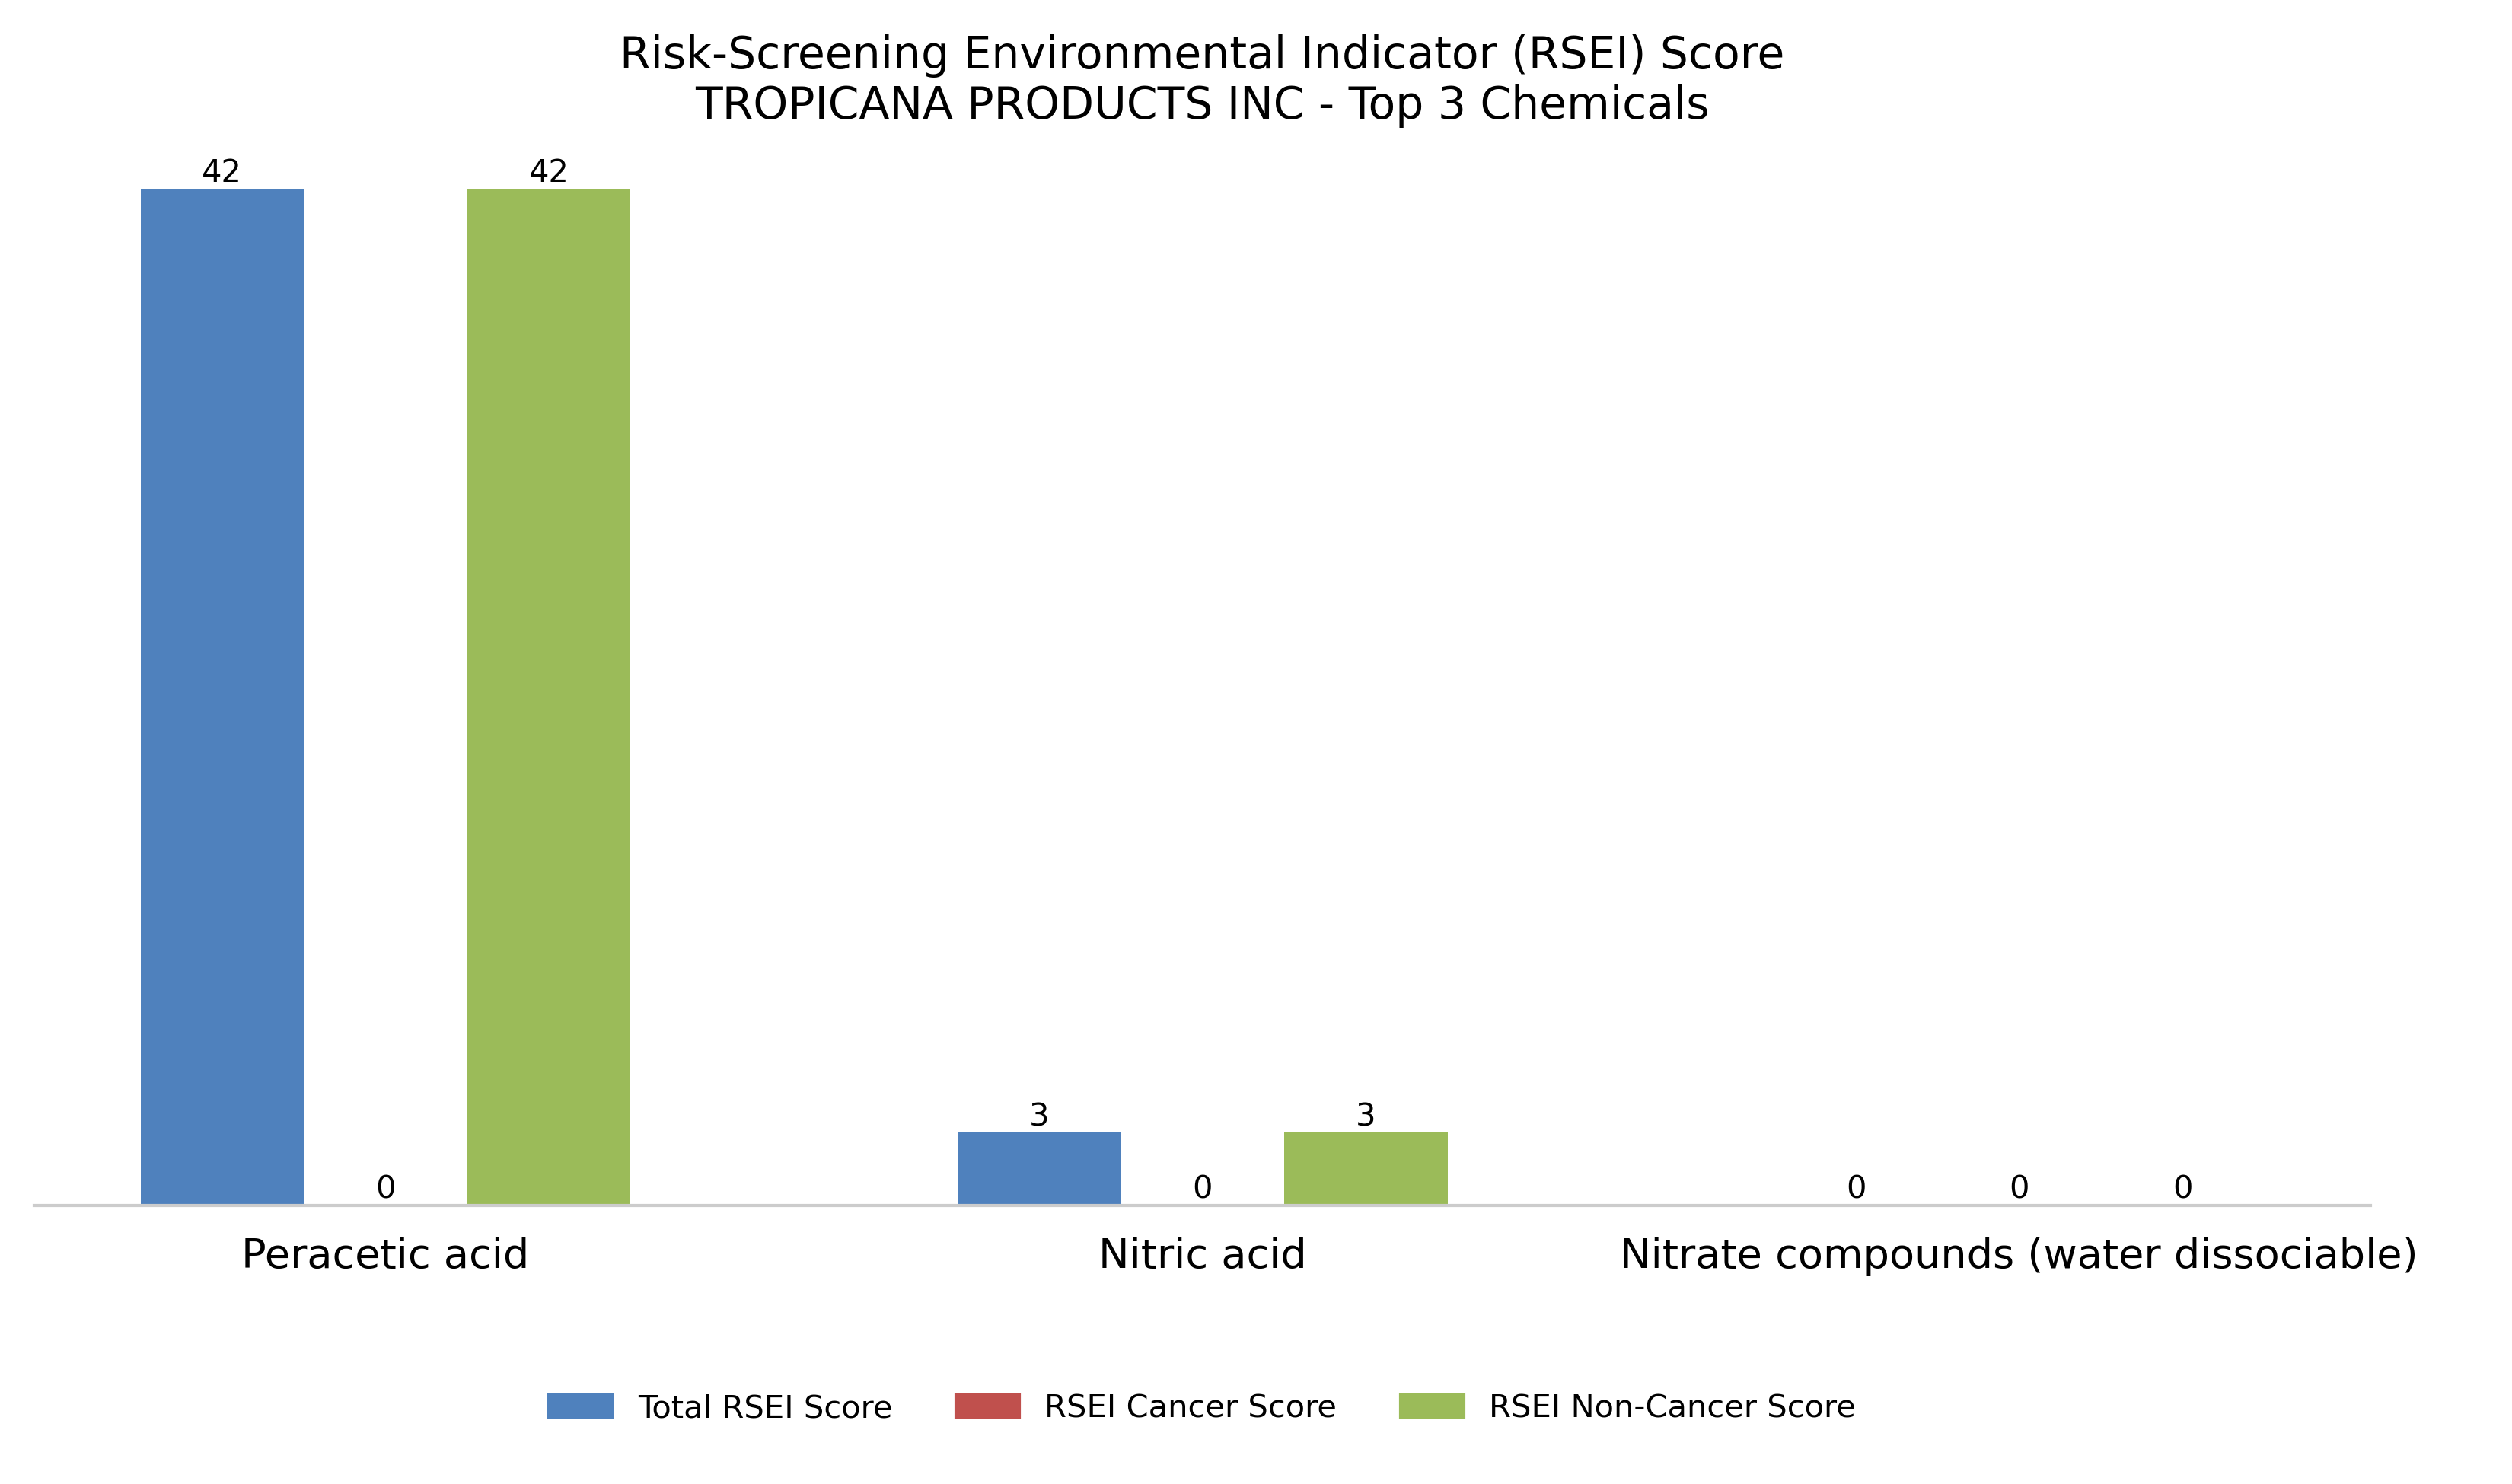 Risk-Screening Environmental Indicator (RSEI) Score
TROPICANA PRODUCTS INC - Top 3 Chemicals
42
0
42
3
0
3
0
0
0
Peracetic acid
Nitric acid
Nitrate compounds (water dissociable)
Total RSEI Score
RSEI Cancer Score
RSEI Non-Cancer Score